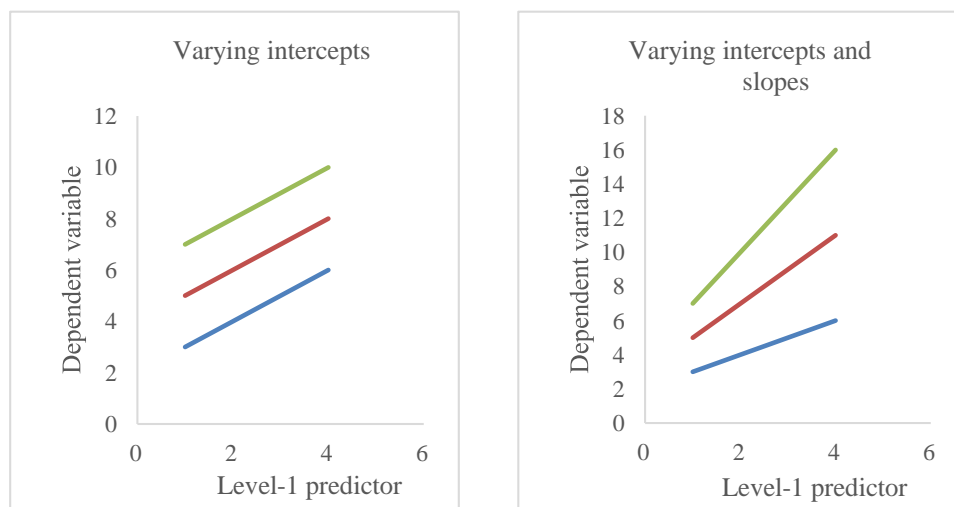 Varying intercepts
12
10
8
6
4
2
0
0 2 4 6
Dependent variable
Level-1 predictor
Varying intercepts and
slopes
18
16
14
12
10
8
6
4
2
0
0 2 4 6
Dependent variable
Level-1 predictor